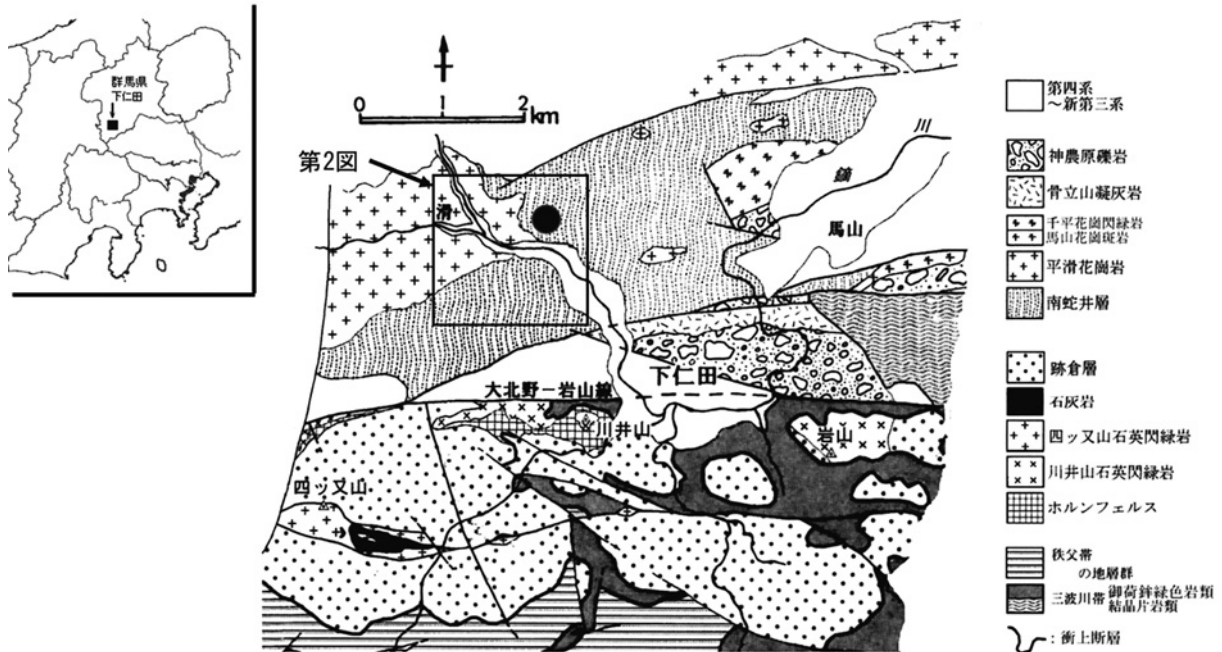 群馬県
下仁田
0 1 2 km
第2図
滑
川
鏑
馬山
下仁田
大北野－岩山線
川井山
岩山
四ッ又山
第四系
～新第三系
神農原礫岩
骨立山凝灰岩
千平花崗閃緑岩
馬山花崗斑岩
平滑花崗岩
南蛇井層
跡倉層
石灰岩
四ッ又山石英閃緑岩
川井山石英閃緑岩
ホルンフェルス
秩父帯
の地層群
三波川帯 御荷鉾緑色岩類
結晶片岩類
：衝上断層